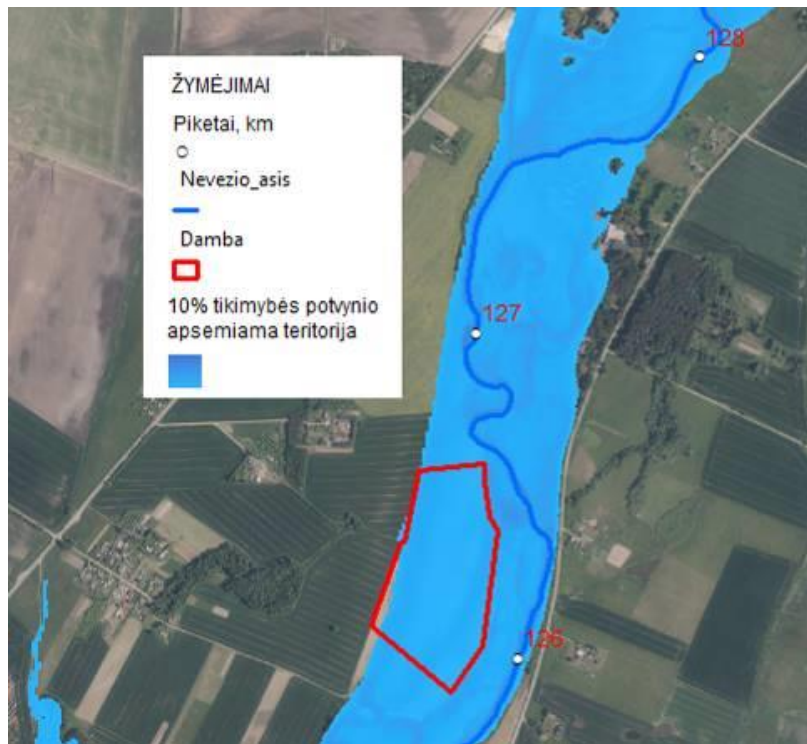 ŽYMĖJIMAI
Piketai, km
Nevezio_asis
Damba
10% tikimybės potvynio
apsemiama teritorija
128
127
126